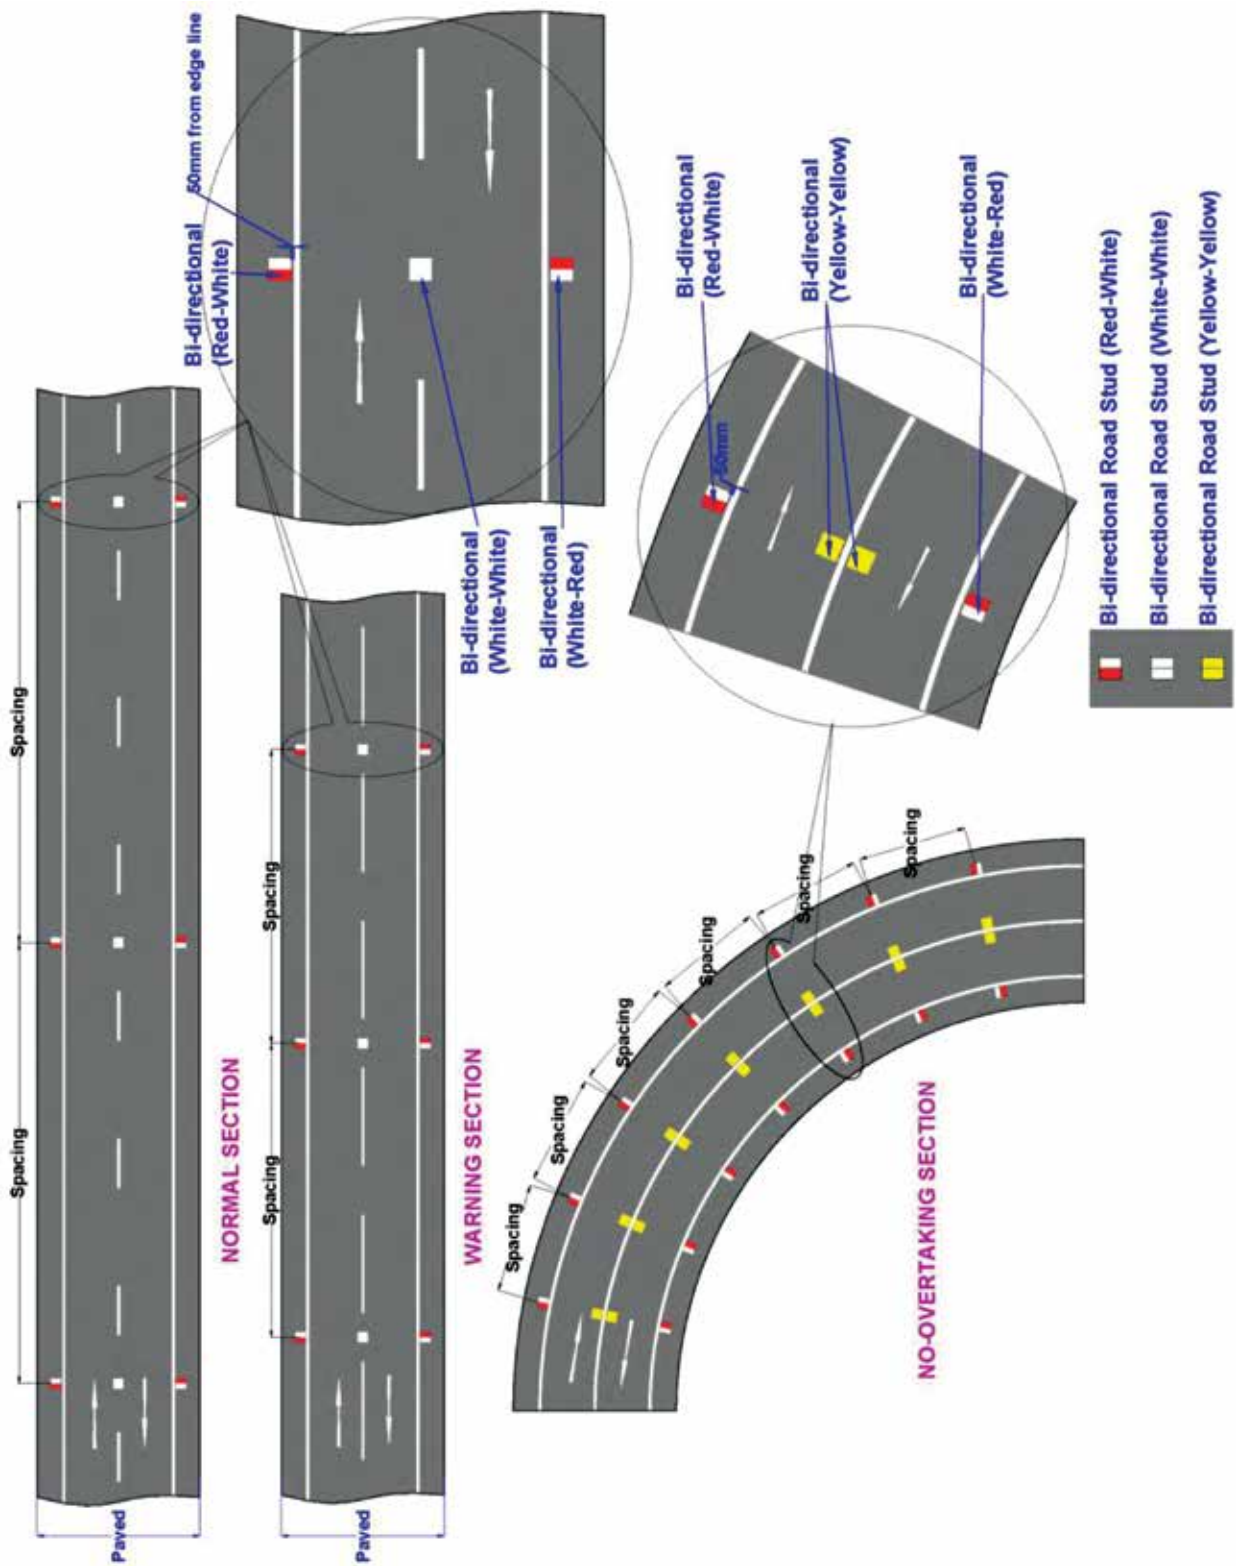 Spacing
Spacing
Paved
NORMAL SECTION
Spacing
Spacing
Paved
WARNING SECTION
Bi-directional
(Red-White)
50mm from edge line
Bi-directional
(White-White)
Bi-directional
(White-Red)
Spacing
Spacing
Spacing
Spacing
Spacing
Spacing
NO-OVERTAKING SECTION
Bi-directional
(Red-White)
50mm
Bi-directional
(Yellow-Yellow)
Bi-directional
(White-Red)
Bi-directional Road Stud (Red-White)
Bi-directional Road Stud (White-White)
Bi-directional Road Stud (Yellow-Yellow)